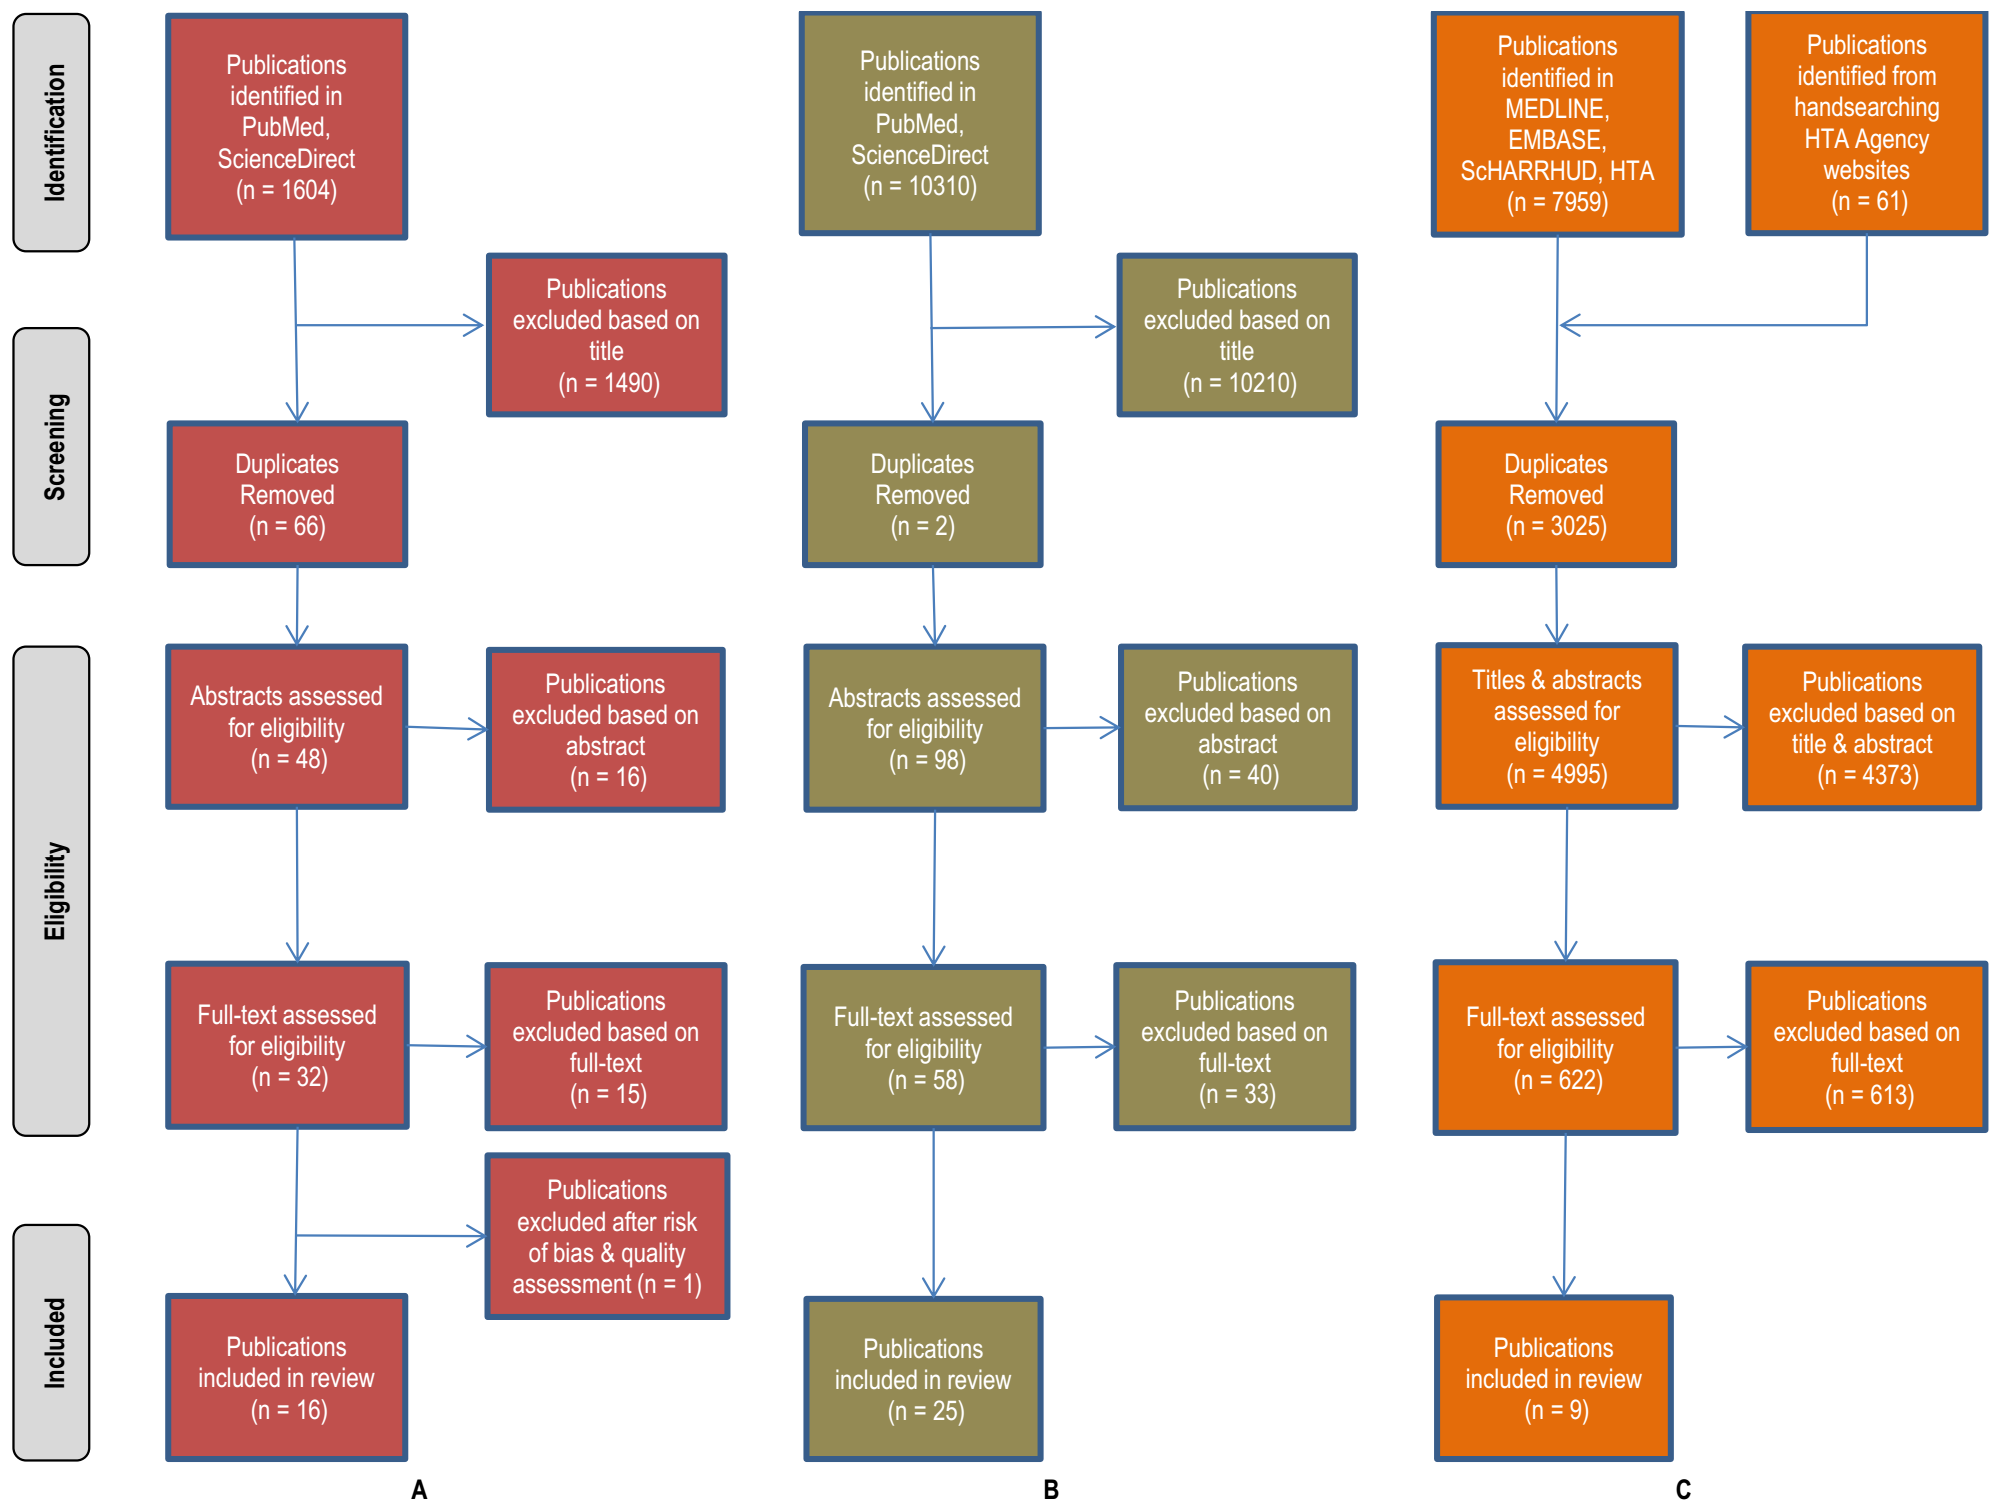 Identification
Screening
Eligibility
Included
Publications
identified in
PubMed,
ScienceDirect
(n = 1604)
Publications
excluded based on
title
(n = 1490)
Duplicates
Removed
(n = 66)
Abstracts assessed
for eligibility
(n = 48)
Publications
excluded based on
abstract
(n = 16)
Full-text assessed
for eligibility
(n = 32)
Publications
excluded based on
full-text
(n = 15)
Publications
excluded after risk
of bias & quality
assessment (n = 1)
Publications
included in review
(n = 16)
A
Publications
identified in
PubMed,
ScienceDirect
(n = 10310)
Publications
excluded based on
title
(n = 10210)
Duplicates
Removed
(n = 2)
Abstracts assessed
for eligibility
(n = 98)
Publications
excluded based on
abstract
(n = 40)
Full-text assessed
for eligibility
(n = 58)
Publications
excluded based on
full-text
(n = 33)
Publications
included in review
(n = 25)
B
Publications
identified in
MEDLINE,
EMBASE,
ScHARRHUD, HTA
(n = 7959)
Publications
identified from
handsearching
HTA Agency
websites
(n = 61)
Duplicates
Removed
(n = 3025)
Titles & abstracts
assessed for
eligibility
(n = 4995)
Publications
excluded based on
title & abstract
(n = 4373)
Full-text assessed
for eligibility
(n = 622)
Publications
excluded based on
full-text
(n = 613)
Publications
included in review
(n = 9)
C